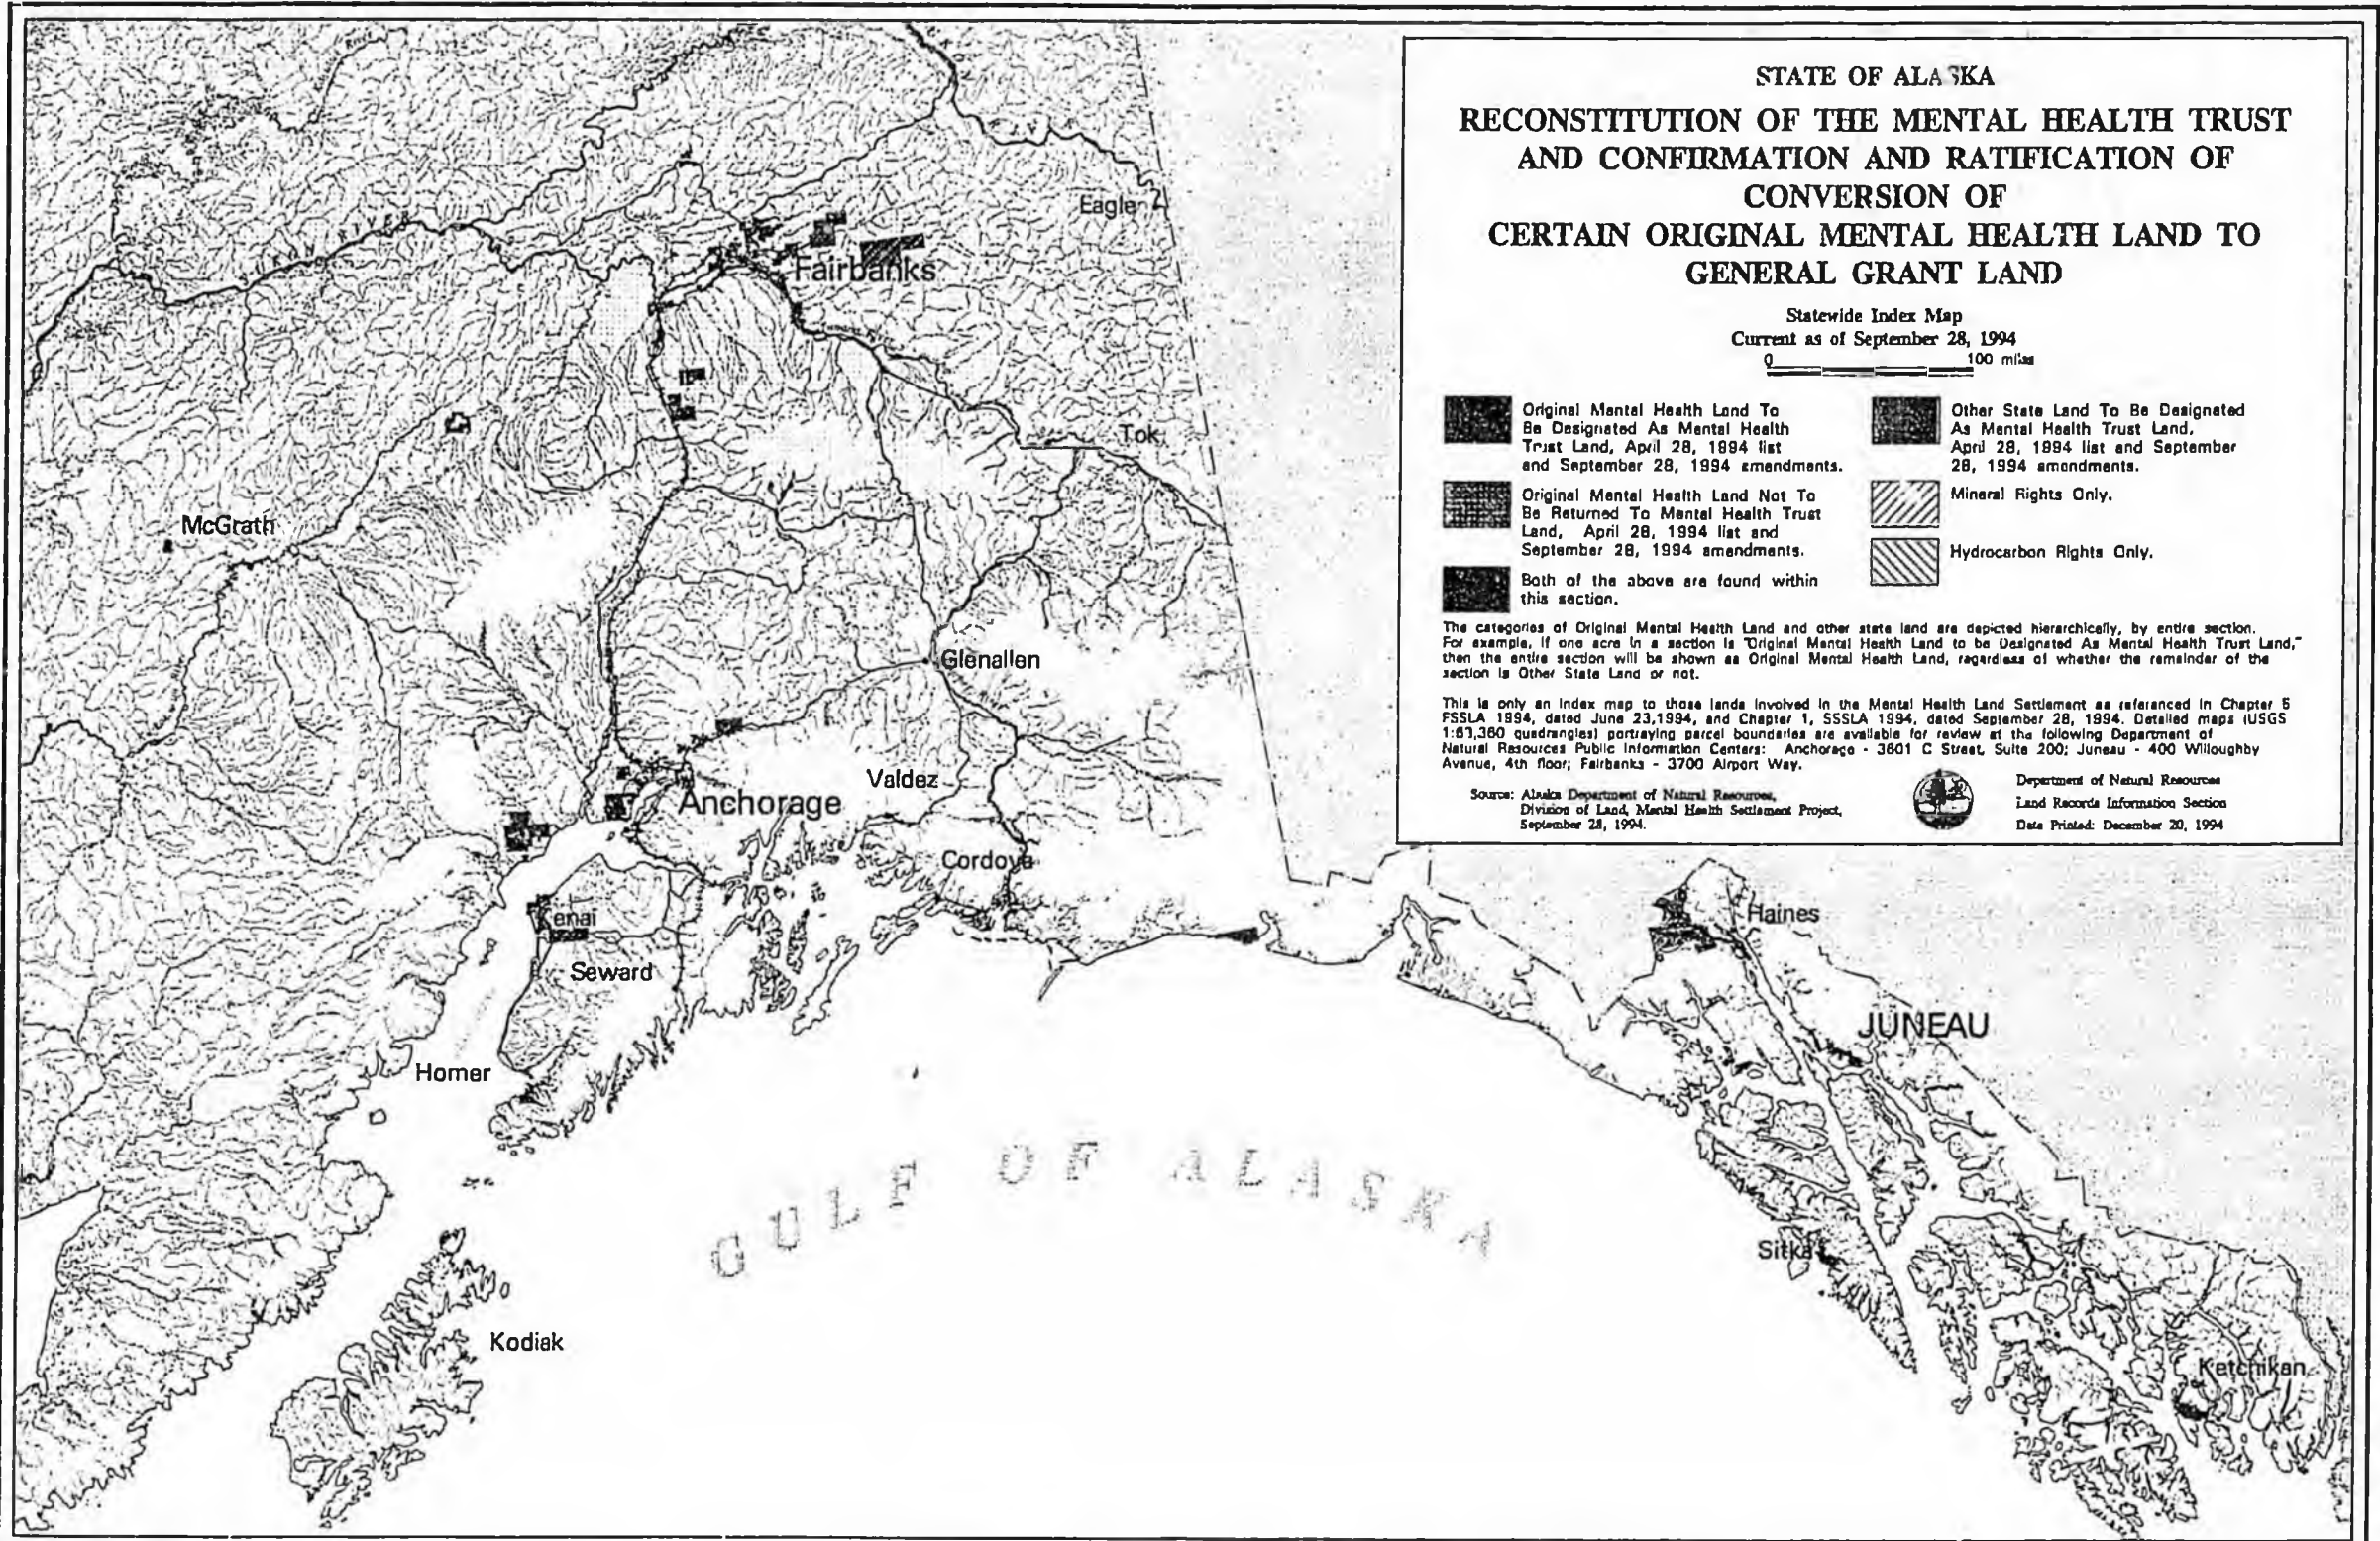 STATE OF ALASKA
RECONSTITUTION OF THE MENTAL HEALTH TRUST
AND CONFIRMATION AND RATIFICATION OF
CONVERSION OF
CERTAIN ORIGINAL MENTAL HEALTH LAND TO
GENERAL GRANT LAND
Statewide Index Map
Current as of September 28, 1994
0 100 miles
Original Mental Health Land To
Be Designated As Mental Health
Trust Land, April 28, 1994 list
and September 28, 1994 amendments.
Original Mental Health Land Not To
Be Returned To Mental Health Trust
Land, April 28, 1994 list and
September 28, 1994 amendments.
Both of the above are found within
this section.
Other State Land To Be Designated
As Mental Health Trust Land,
April 28, 1994 list and September
28, 1994 amendments.
Mineral Rights Only.
Hydrocarbon Rights Only.
The categories of Original Mental Health Land and other state land are depicted hierarchically, by entire section.
For example, if one acre in a section is "Original Mental Health Land to be Designated As Mental Health Trust Land,"
then the entire section will be shown as Original Mental Health Land, regardless of whether the remainder of the
section is Other State Land or not.
This is only an index map to those lands involved in the Mental Health Land Settlement as referenced in Chapter 5
FSSLA 1994, dated June 23,1994, and Chapter 1, SSSLA 1994, dated September 28, 1994. Detailed maps (USGS
1:63,360 quadrangles) portraying parcel boundaries are available for review at the following Department of
Natural Resources Public Information Centers: Anchorage - 3601 C Street, Suite 200; Juneau - 400 Willoughby
Avenue, 4th floor; Fairbanks - 3700 Airport Way.
Source: Alaska Department of Natural Resources,
Division of Land, Mental Health Settlement Project,
September 28, 1994.
Department of Natural Resources
Land Records Information Section
Date Printed: December 20, 1994
Eagle
RIVER
Fairbanks
Tok
McGrath
Glenallen
Valdez
Anchorage
Cordova
Kenai
Haines
Seward
JUNEAU
Homer
GULF OF ALASKA
Sitka
Kodiak
Ketchikan